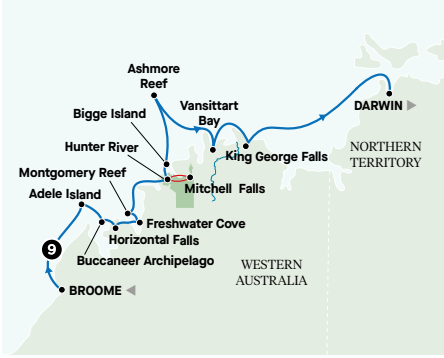 Ashmore
Reef
Vansittart
Bay
Bigge Island
DARWIN
Hunter River
King George Falls
NORTHERN
TERRITORY
Montgomery Reef
Mitchell Falls
Adele Island
Freshwater Cove
Horizontal Falls
9
Buccaneer Archipelago
WESTERN
AUSTRALIA
BROOME